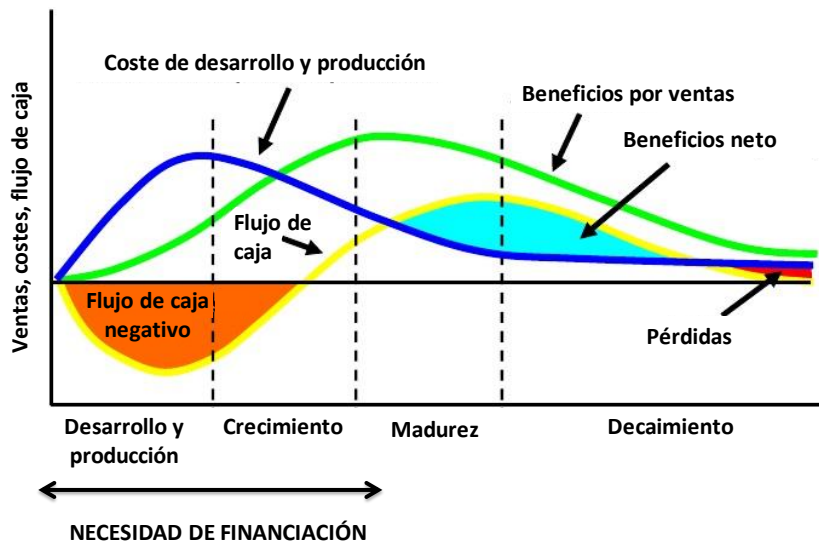 Ventas, costes, flujo de caja
Coste de desarrollo y producción
Beneficios por ventas
Beneficios neto
Flujo de
caja
Flujo de caja
negativo
Pérdidas
Desarrollo y
producción
Crecimiento
Madurez
Decaimiento
NECESIDAD DE FINANCIACIÓN